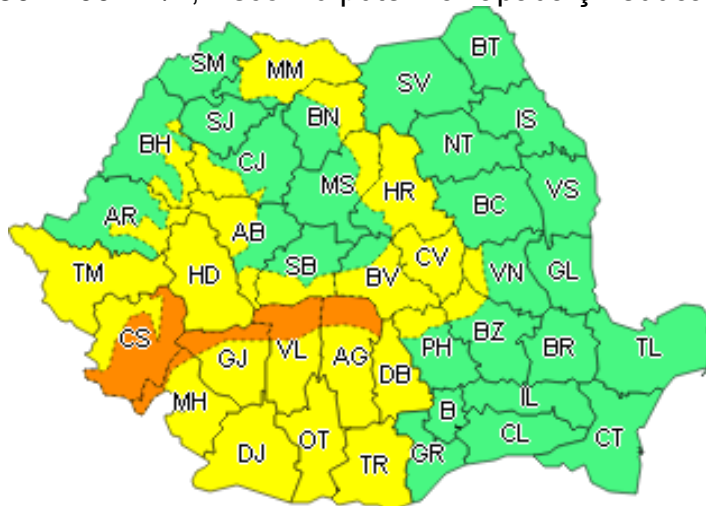 BT
SM
MM
SV
SJ
BN
IS
BH
CJ
NT
MS
HR
VS
AR
BC
AB
TM
HD
SB
BV
CV
VN
GL
CS
GJ
VL
AG
PH
BZ
BR
TL
DB
MH
B
IL
DJ
OT
TR
GR
CL
CT